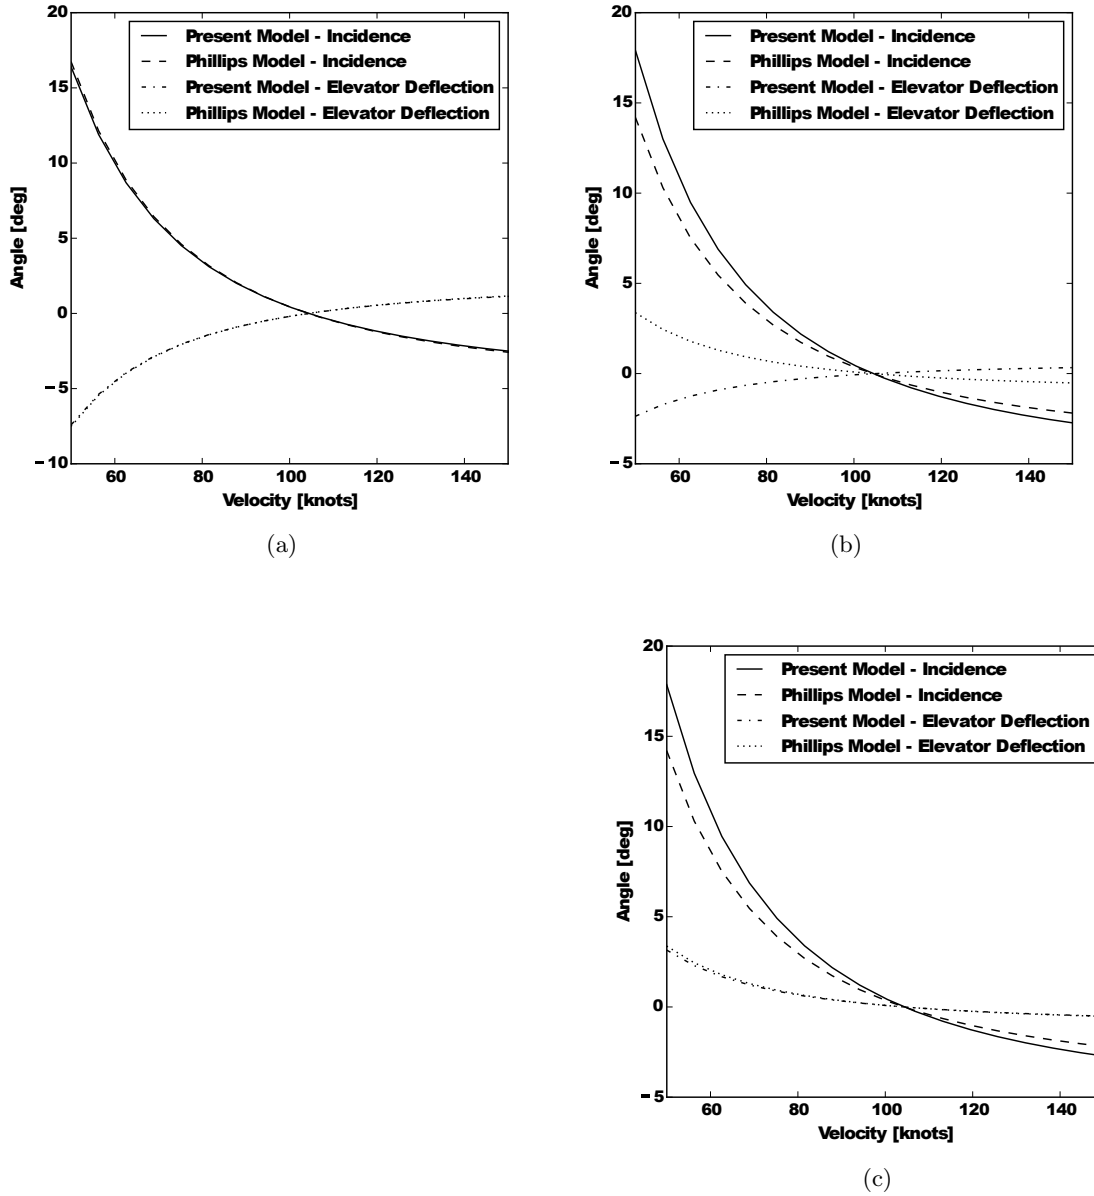 20
15
10
5
0
−5
−10
Angle [deg]
Present Model - Incidence
Phillips Model - Incidence
Present Model - Elevator Deflection
Phillips Model - Elevator Deflection
60 80 100 120 140
Velocity [knots]
(a)
20
15
10
5
0
−5
Angle [deg]
Present Model - Incidence
Phillips Model - Incidence
Present Model - Elevator Deflection
Phillips Model - Elevator Deflection
60 80 100 120 140
Velocity [knots]
(b)
20
15
10
5
0
−5
Angle [deg]
Present Model - Incidence
Phillips Model - Incidence
Present Model - Elevator Deflection
Phillips Model - Elevator Deflection
60 80 100 120 140
Velocity [knots]
(c)